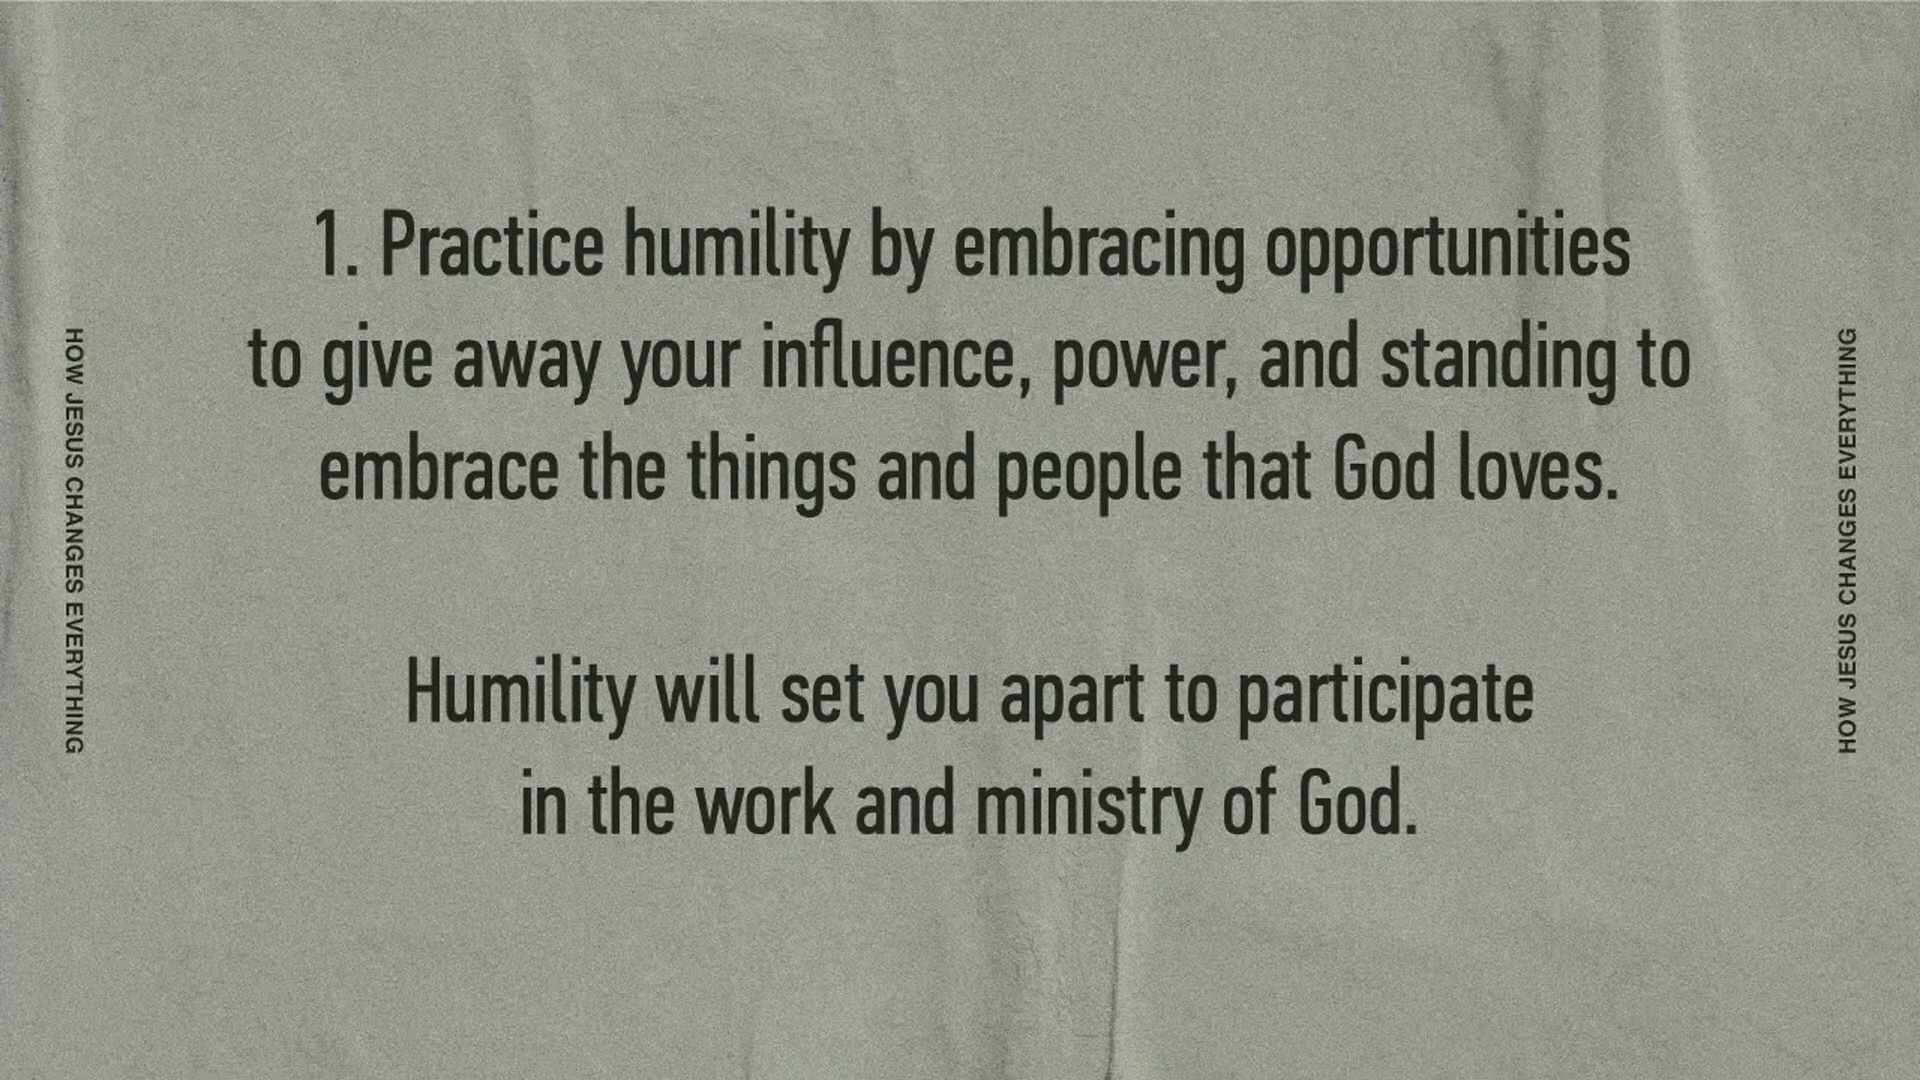 1. Practice humility by embracing opportunities
to give away your influence, power, and standing to
embrace the things and people that God loves.
Humility will set you apart to participate
in the work and ministry of God.
HOW JESUS CHANGES EVERYTHING
HOW JESUS CHANGES EVERYTHING